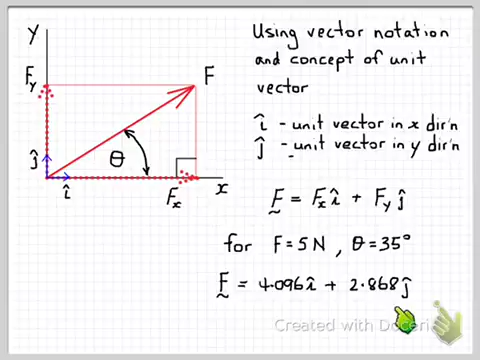 Y
Using vector notation
and concept of unit
vector
Fy
F
î - unit vector in x dir'n
ĵ - unit vector in y dir'n
ĵ
θ
î
Fx
x
F = Fx î + Fy ĵ
for F = 5 N , θ = 35°
F = 4.096 î + 2.868 ĵ
Created with Doceri